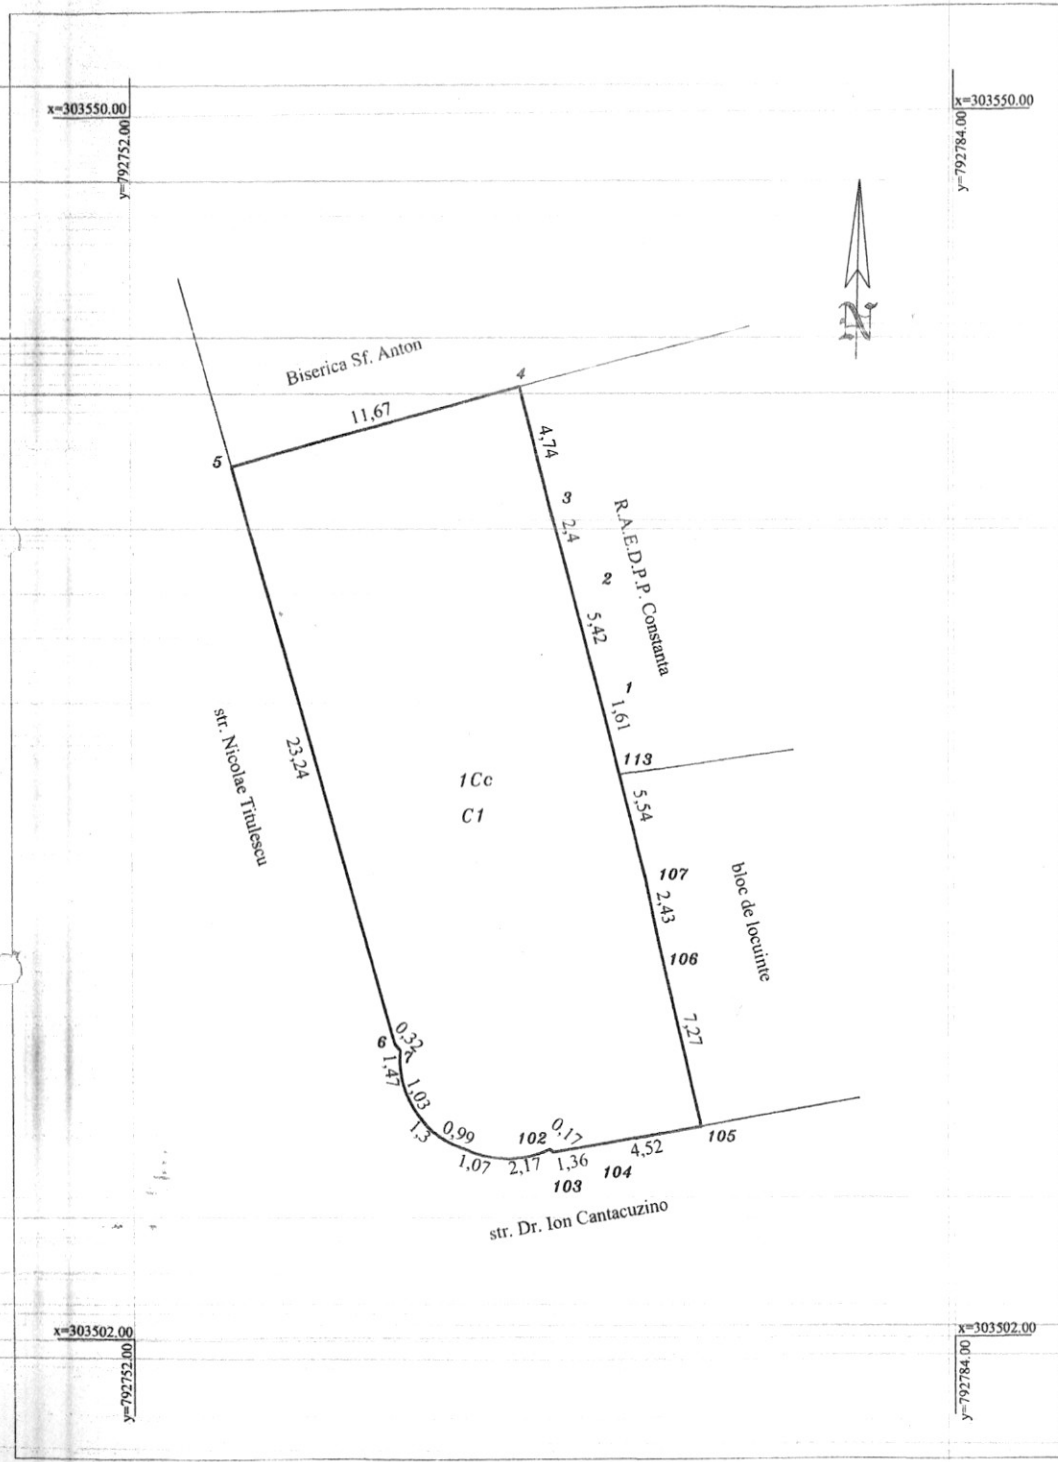 x=303550.00
x=303550.00
y=792752.00
y=792784.00
N
Biserica Sf. Anton
4
11,67
5
4,74
3
2,4
R.A.E.D.P.P. Constanta
2
5,42
1
1,61
113
str. Nicolae Titulescu
23,24
1Cc
C1
5,54
107
2,43
bloc de locuinte
106
7,27
6
0,32
7
1,47
1,03
1,3
0,99
1,07
102
0,17
2,17
1,36
103
104
4,52
105
str. Dr. Ion Cantacuzino
x=303502.00
x=303502.00
y=792752.00
y=792784.00